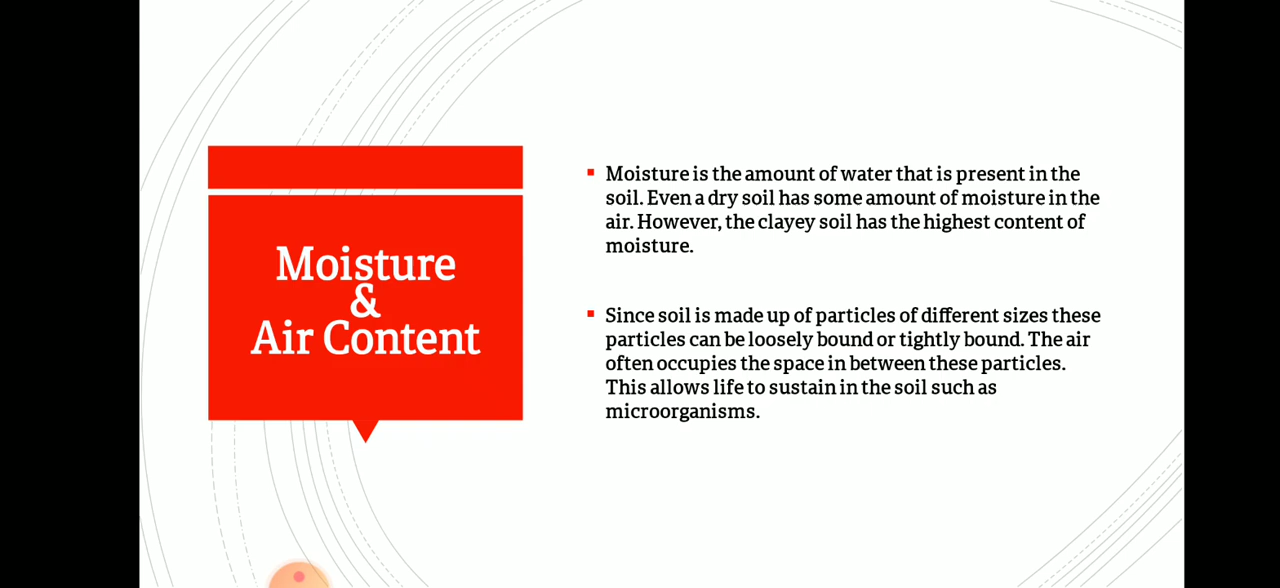 Moisture
&
Air Content
Moisture is the amount of water that is present in the
soil. Even a dry soil has some amount of moisture in the
air. However, the clayey soil has the highest content of
moisture.
Since soil is made up of particles of different sizes these
particles can be loosely bound or tightly bound. The air
often occupies the space in between these particles.
This allows life to sustain in the soil such as
microorganisms.